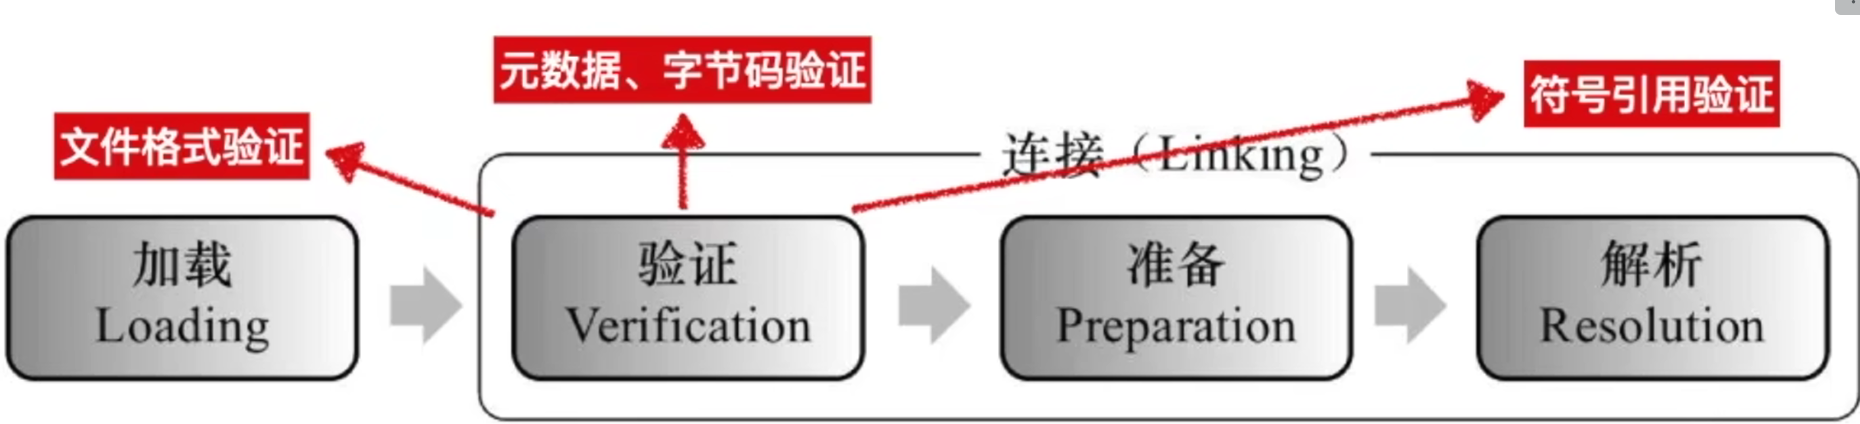 元数据、字节码验证
符号引用验证
文件格式验证
连接（Linking）
加载
Loading
验证
Verification
准备
Preparation
解析
Resolution